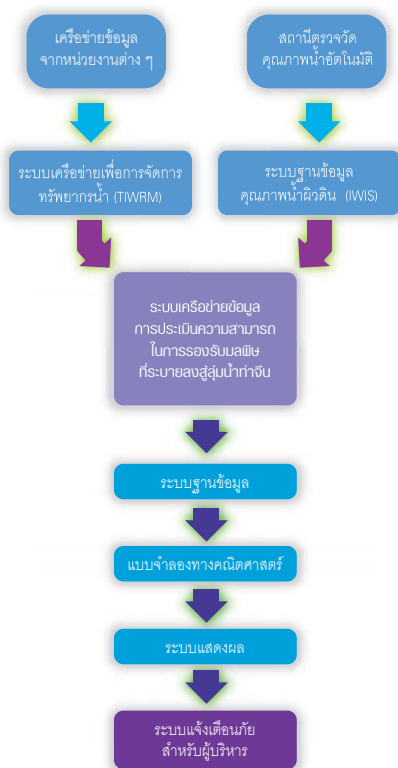 เครือข่ายข้อมูล
จากหน่วยงานต่าง ๆ
สถานีตรวจวัด
คุณภาพน้ำอัตโนมัติ
ระบบเครือข่ายเพื่อการจัดการ
ทรัพยากรน้ำ (TIWRM)
ระบบฐานข้อมูล
คุณภาพน้ำผิวดิน (IWIS)
ระบบเครือข่ายข้อมูล
การประเมินความสามารถ
ในการรองรับมลพิษ
ที่ระบายลงสู่ลุ่มน้ำท่าจีน
ระบบฐานข้อมูล
แบบจำลองทางคณิตศาสตร์
ระบบแสดงผล
ระบบแจ้งเตือนภัย
สำหรับผู้บริหาร